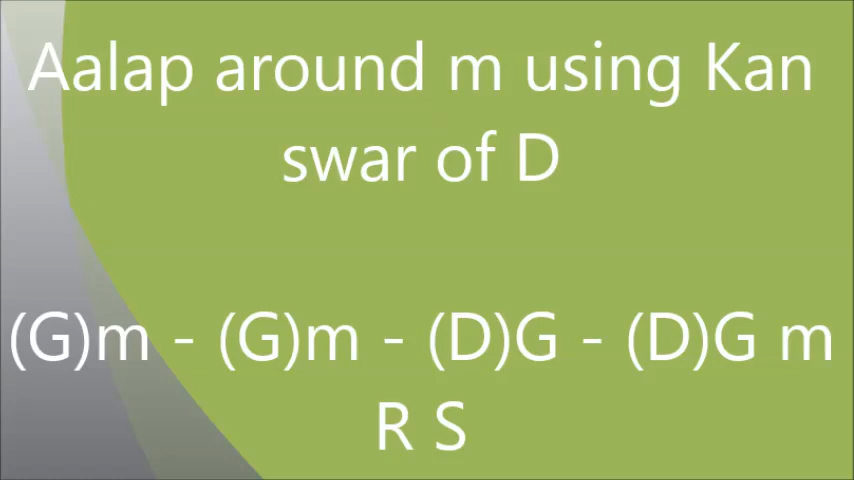 Aalap around m using Kan
swar of D
(G)m - (G)m - (D)G - (D)G m
R S